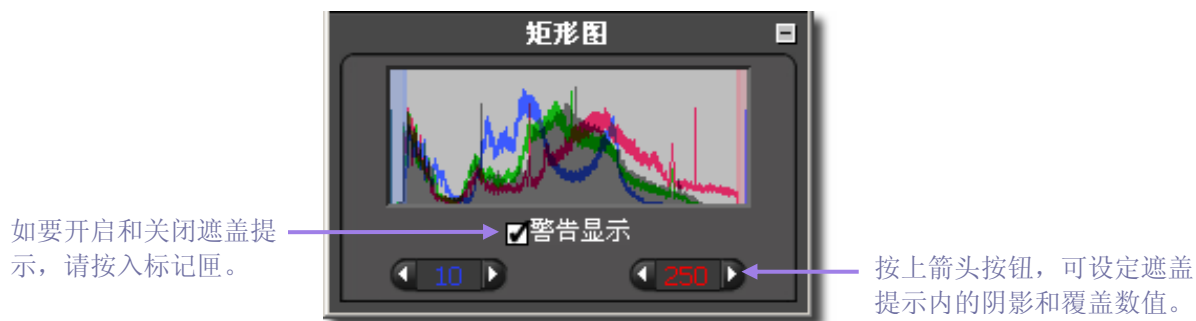 矩形图
警告显示
如要开启和关闭遮盖提
示，请按入标记匣。
10
250
按上箭头按钮，可设定遮盖
提示内的阴影和覆盖数值。